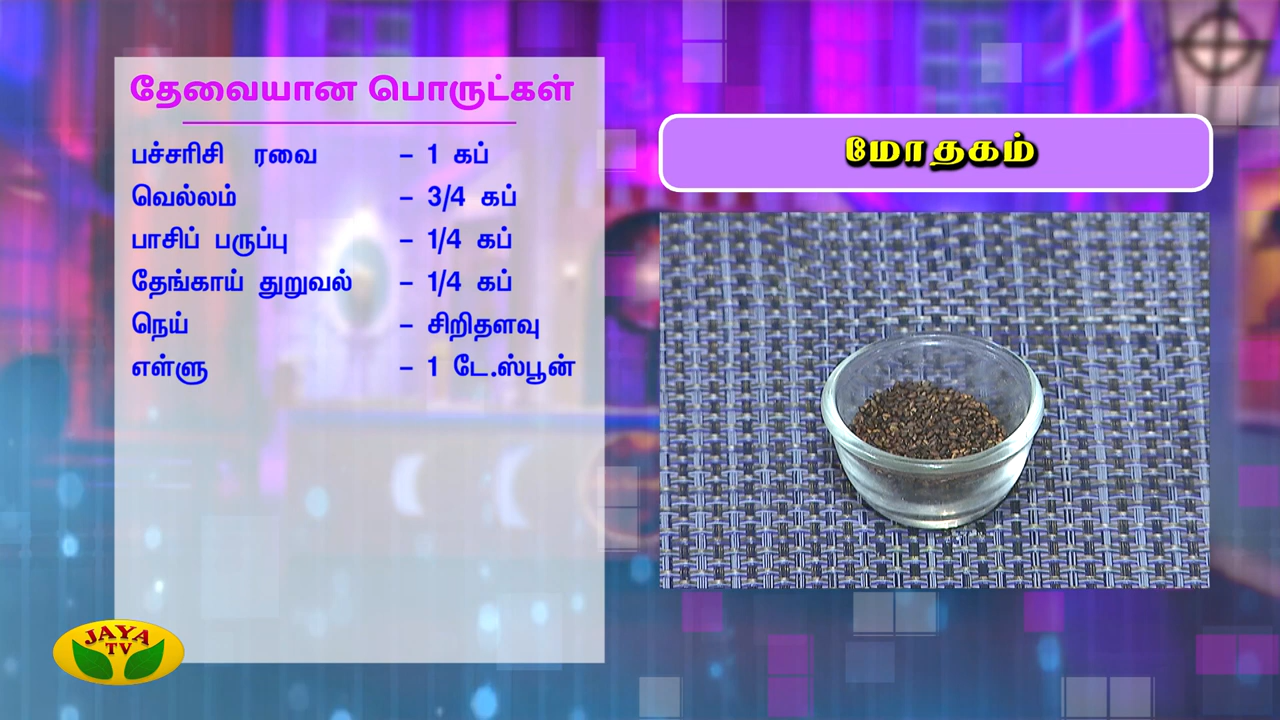 தேவையான பொருட்கள்
பச்சரிசி ரவை – 1 கப்
வெல்லம் – 3/4 கப்
பாசிப் பருப்பு – 1/4 கப்
தேங்காய் துறுவல் – 1/4 கப்
நெய் – சிறிதளவு
எள்ளு – 1 டே.ஸ்பூன்
மோதகம்
JAYA
TV